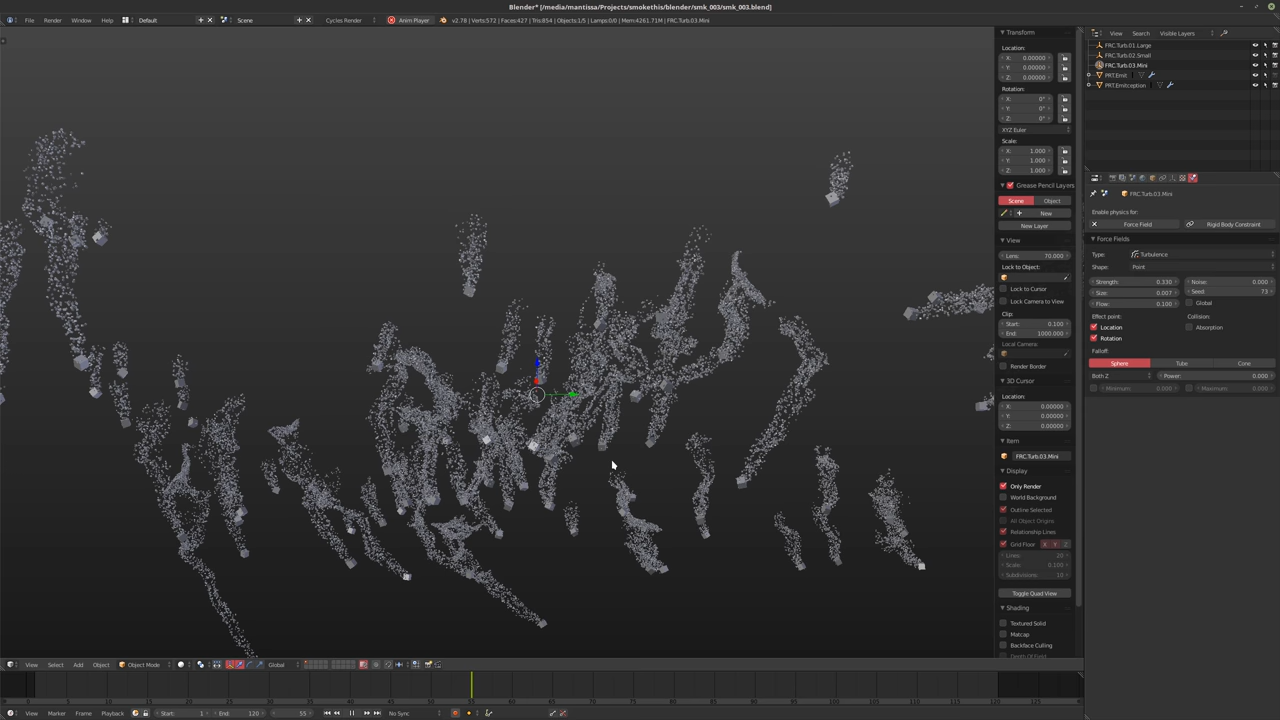 Blender* [/media/mantissa/Projects/smokethis/blender/smk_003/smk_003.blend]
File Render Window Help Default Scene Cycles Render Anim Player v2.78 | Verts:572 | Faces:427 | Tris:854 | Objects:1/5 | Lamps:0/0 | Mem:4261.71M | FRC.Turb.03.Mini
Transform
Location:
X: 0.00000
Y: 0.00000
Z: 0.00000
Rotation:
X: 0°
Y: 0°
Z: 0°
XYZ Euler
Scale:
X: 1.000
Y: 1.000
Z: 1.000
Grease Pencil Layers
Scene Object
New
New Layer
View
Lens: 70.000
Lock to Object:
Lock to Cursor
Lock Camera to View
Clip:
Start: 0.100
End: 1000.000
Local Camera:
Render Border
3D Cursor
Location:
X: 0.00000
Y: 0.00000
Z: 0.00000
Item
FRC.Turb.03.Mini
Display
Only Render
World Background
Outline Selected
All Object Origins
Relationship Lines
Grid Floor X Y Z
Lines: 20
Scale: 0.100
Subdivisions: 10
Toggle Quad View
Shading
Textured Solid
Matcap
Backface Culling
Depth Of Field
View Search Visible Layers
FRC.Turb.01.Large
FRC.Turb.02.Small
FRC.Turb.03.Mini
PRT.Emit
PRT.Emitception
FRC.Turb.03.Mini
Enable physics for:
Force Field Rigid Body Constraint
Force Fields
Type: Turbulence
Shape: Point
Strength: 0.330 Noise: 0.000
Size: 0.007 Seed: 73
Flow: 0.100 Global
Effect point: Collision:
Location Absorption
Rotation
Falloff:
Sphere Tube Cone
Both Z Power: 0.000
Minimum: 0.000 Maximum: 0.000
View Select Add Object Object Mode Global
View Marker Frame Playback Start: 1 End: 120 55 No Sync